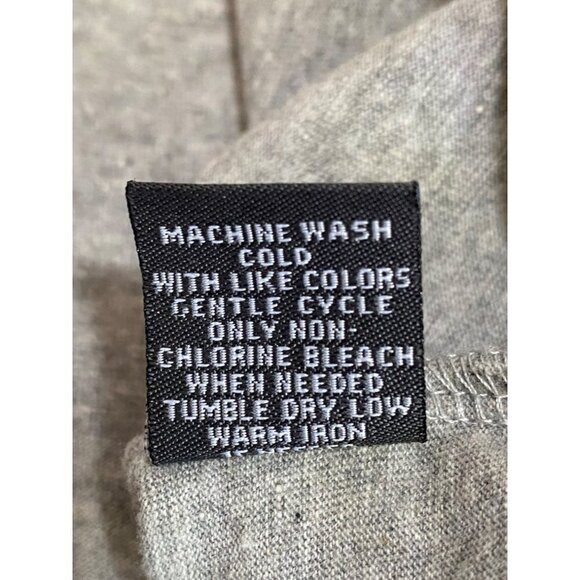 MACHINE WASH
COLD
WITH LIKE COLORS
GENTLE CYCLE
ONLY NON-
CHLORINE BLEACH
WHEN NEEDED
TUMBLE DRY LOW
WARM IRON